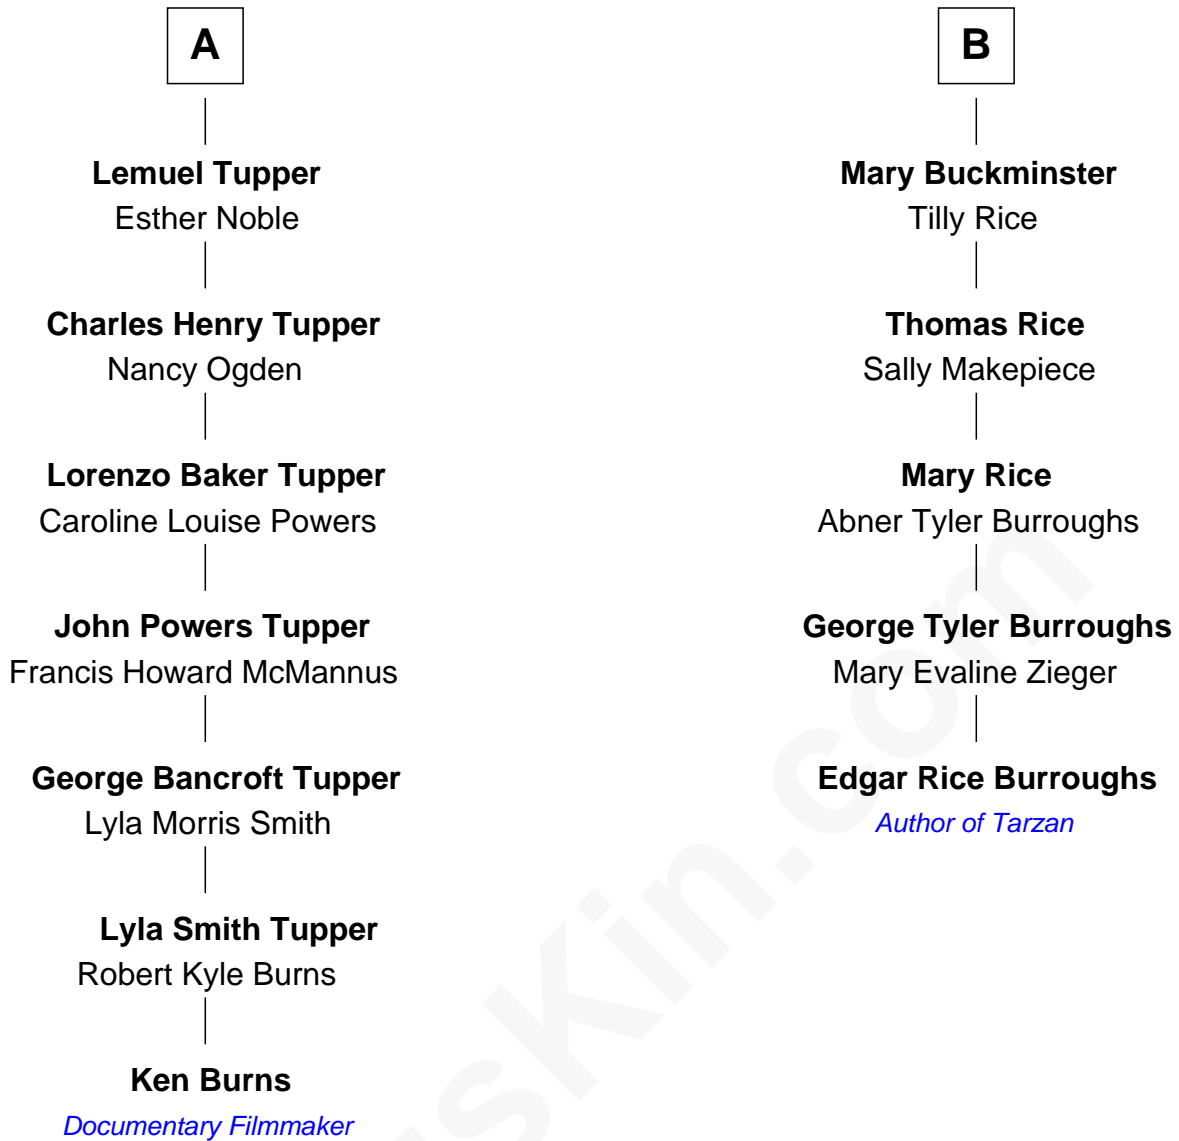 A
Lemuel Tupper
Esther Noble
Charles Henry Tupper
Nancy Ogden
Lorenzo Baker Tupper
Caroline Louise Powers
John Powers Tupper
Francis Howard McMannus
George Bancroft Tupper
Lyla Morris Smith
Lyla Smith Tupper
Robert Kyle Burns
Ken Burns
Documentary Filmmaker
B
Mary Buckminster
Tilly Rice
Thomas Rice
Sally Makepiece
Mary Rice
Abner Tyler Burroughs
George Tyler Burroughs
Mary Evaline Zieger
Edgar Rice Burroughs
Author of Tarzan
sKin.com